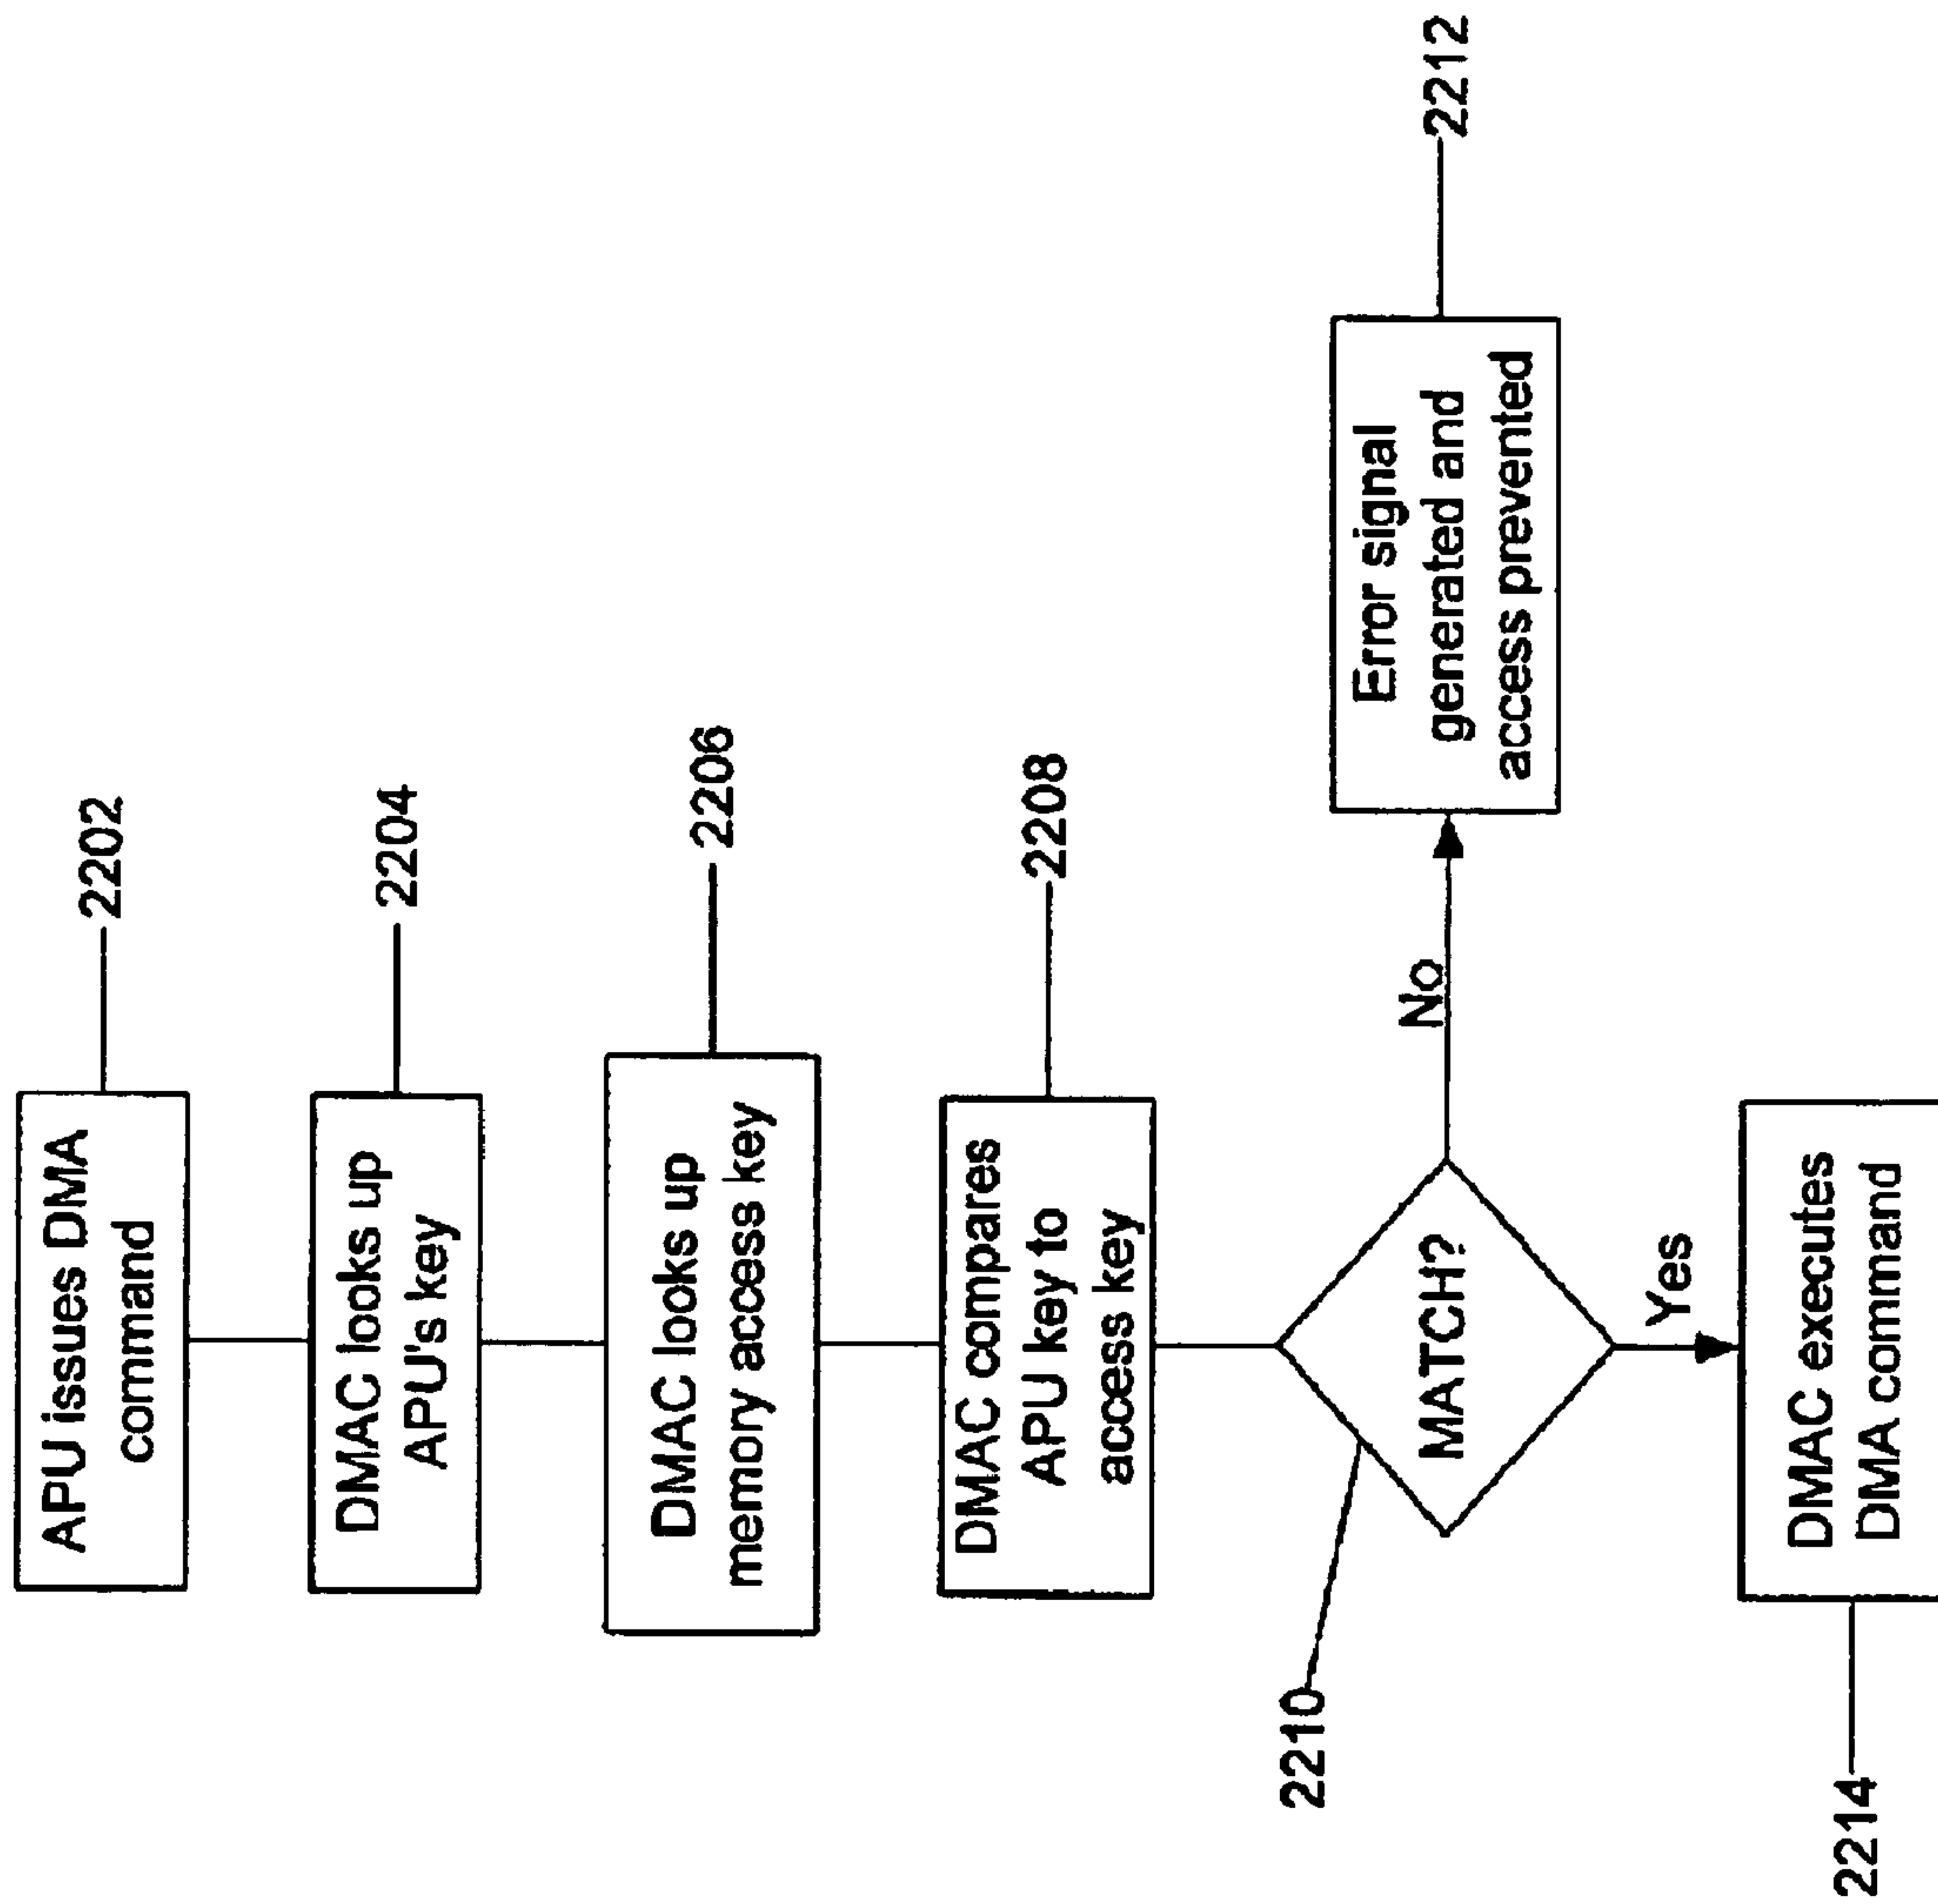 APU issues DMA
command
2202
DMAC looks up
APU's key
2204
DMAC looks up
memory access key
2206
DMAC compares
APU key to
access key
2208
2210
MATCH?
No
Error signal
generated and
access prevented
2212
Yes
2214
DMAC executes
DMA command